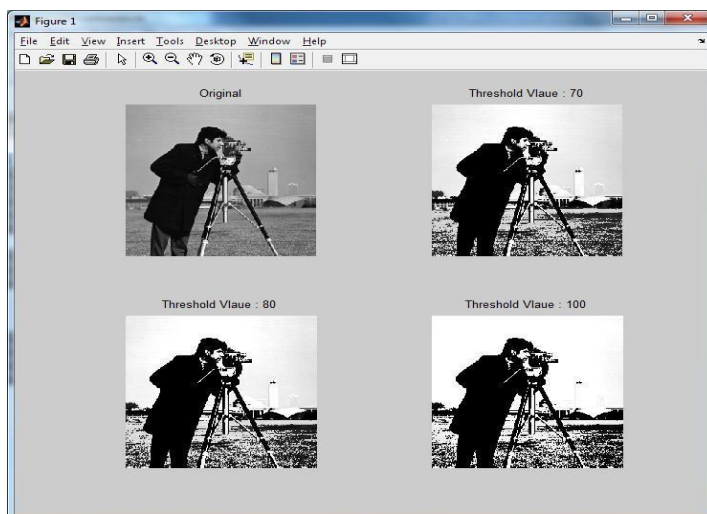 Figure 1
File Edit View Insert Tools Desktop Window Help
Original
Threshold Vlaue : 70
Threshold Vlaue : 80
Threshold Vlaue : 100